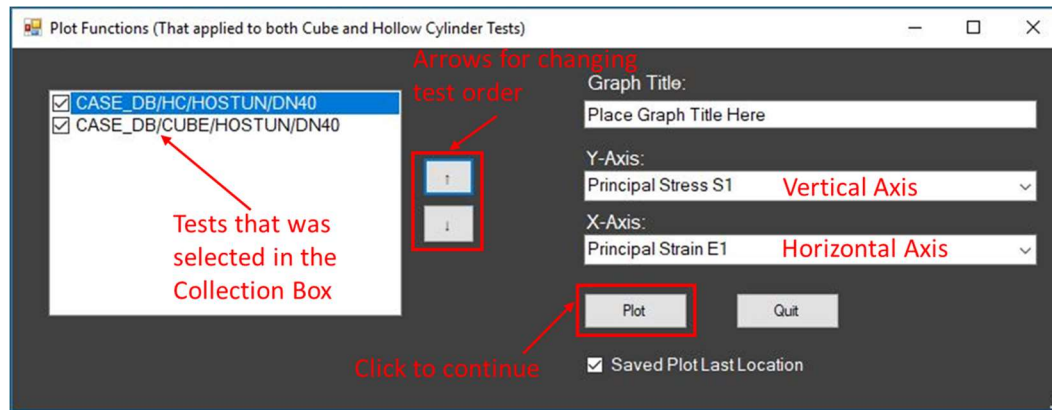 Plot Functions (That applied to both Cube and Hollow Cylinder Tests)
Arrows for changing
test order
CASE_DB/HC/HOSTUN/DN40
CASE_DB/CUBE/HOSTUN/DN40
Tests that was
selected in the
Collection Box
↑
↓
Graph Title:
Place Graph Title Here
Y-Axis:
Principal Stress S1
Vertical Axis
X-Axis:
Principal Strain E1
Horizontal Axis
Plot
Quit
Click to continue
Saved Plot Last Location